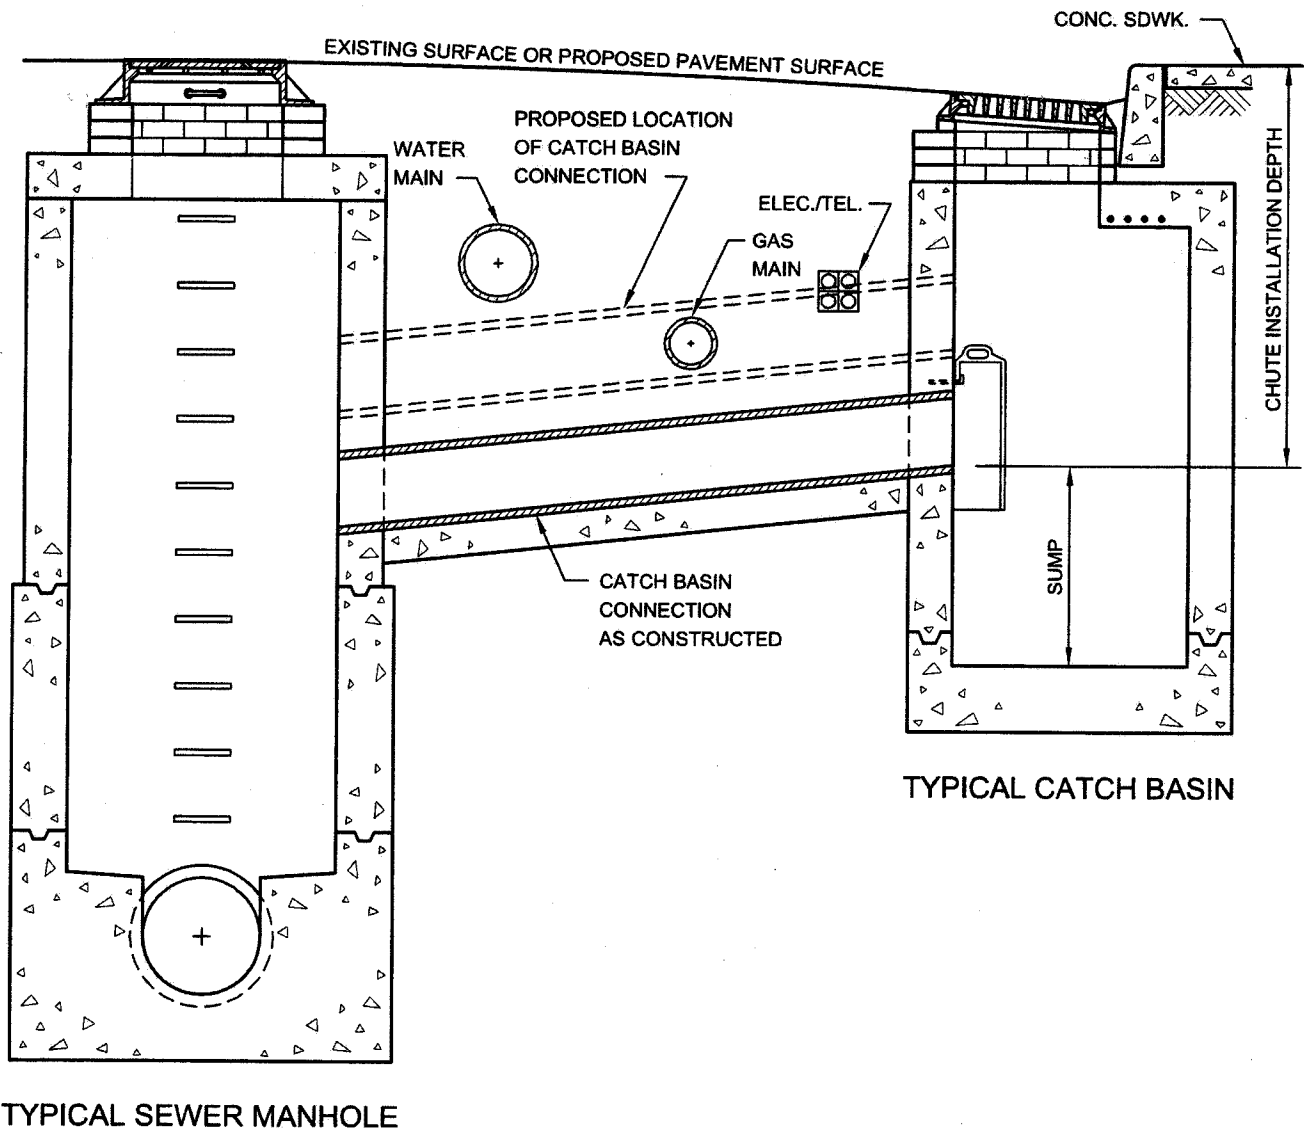 CONC. SDWK.
EXISTING SURFACE OR PROPOSED PAVEMENT SURFACE
PROPOSED LOCATION
OF CATCH BASIN
CONNECTION
WATER
MAIN
ELEC./TEL.
GAS
MAIN
CHUTE INSTALLATION DEPTH
SUMP
CATCH BASIN
CONNECTION
AS CONSTRUCTED
TYPICAL CATCH BASIN
TYPICAL SEWER MANHOLE